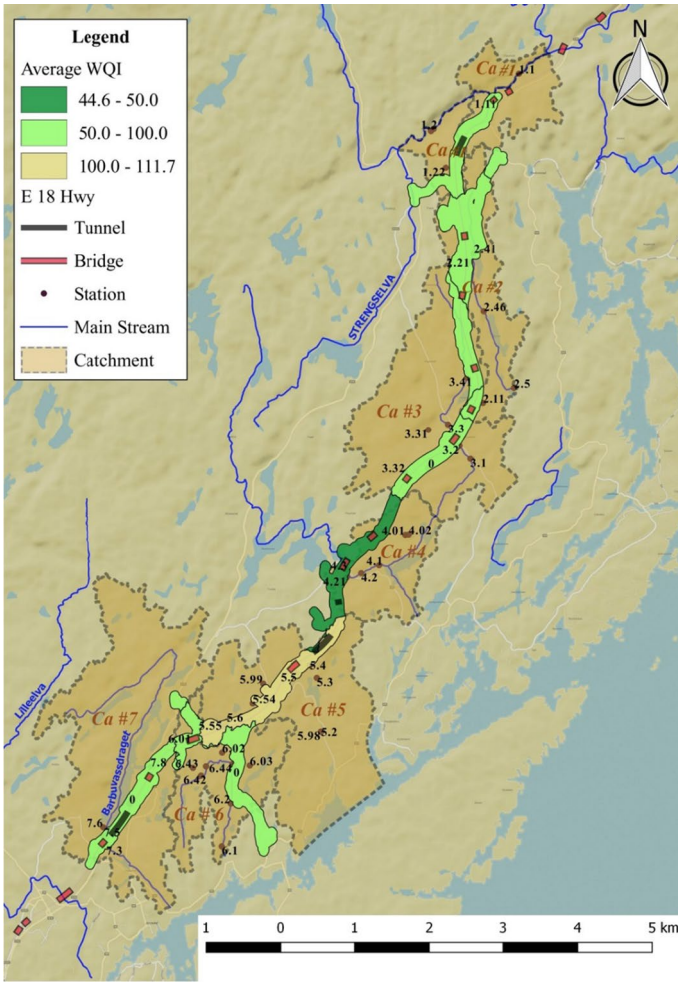 Legend
Average WQI
44.6 - 50.0
50.0 - 100.0
100.0 - 111.7
E 18 Hwy
Tunnel
Bridge
Station
Main Stream
Catchment
N
Ca #1
1.1
1.11
1.2
1.22
2.41
2.21
Ca #2
2.46
STRENGSELVA
3.41
2.5
2.11
Ca #3
3.31
3.3
3.2
3.1
0
3.32
4.01
4.02
Ca #4
4.1
4.2
4.21
5.4
5.5
5.3
5.99
5.54
Ca #5
5.6
5.55
5.98
5.2
Lilleelva
Ca #7
Barbuvassdraget
6.01
6.02
6.03
6.43
6.44
6.42
0
7.8
0
6.2
Ca # 6
7.6
7.3
6.1
1 0 1 2 3 4 5 km